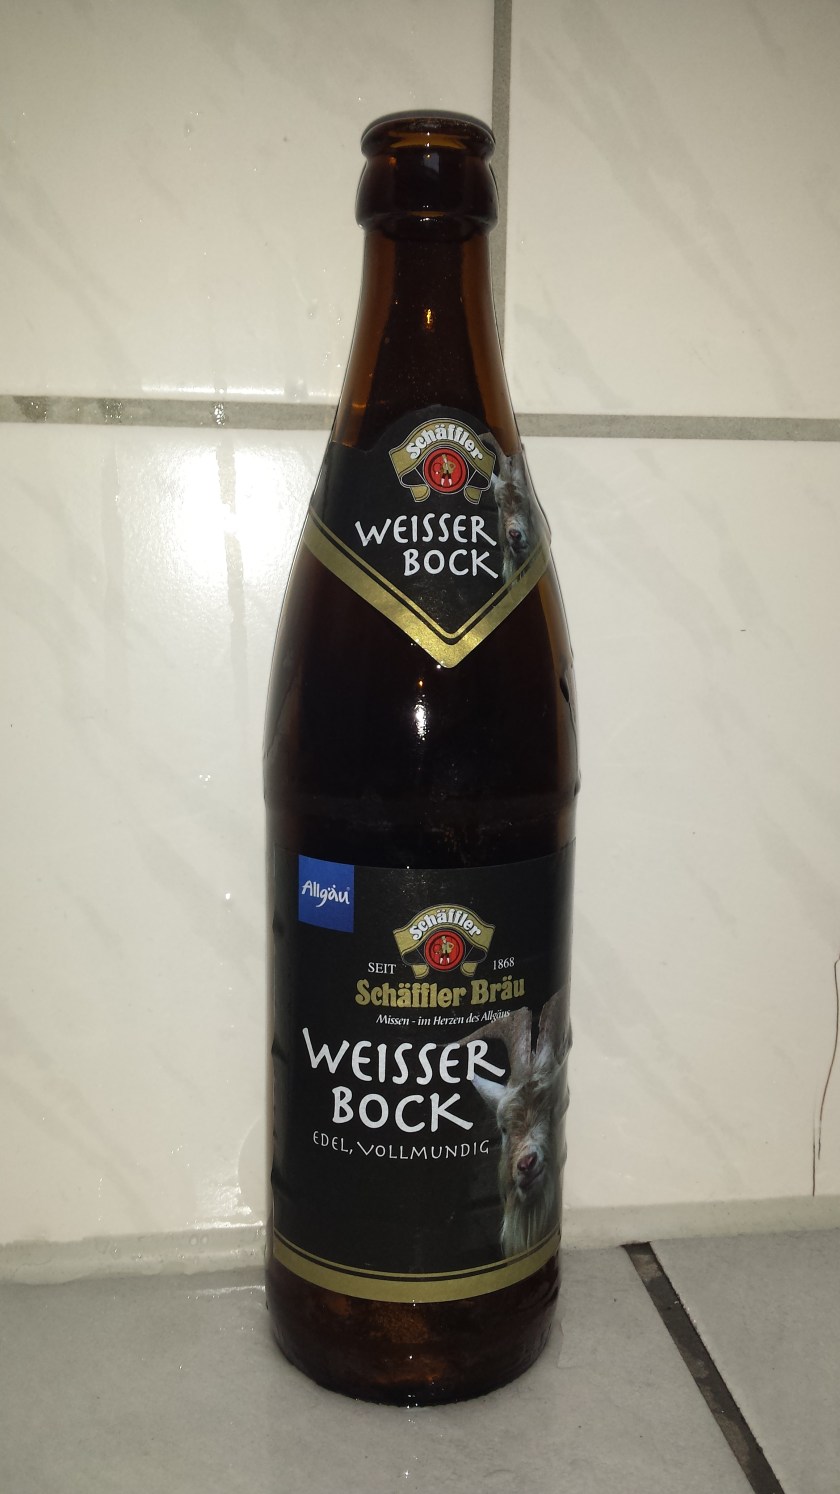 Schäffler
WEISSER
BOCK
Allgäu
Schäffler
SEIT 1868
Schäffler Bräu
Missen - im Herzen des Allgäus
WEISSER
BOCK
EDEL, VOLLMUNDIG